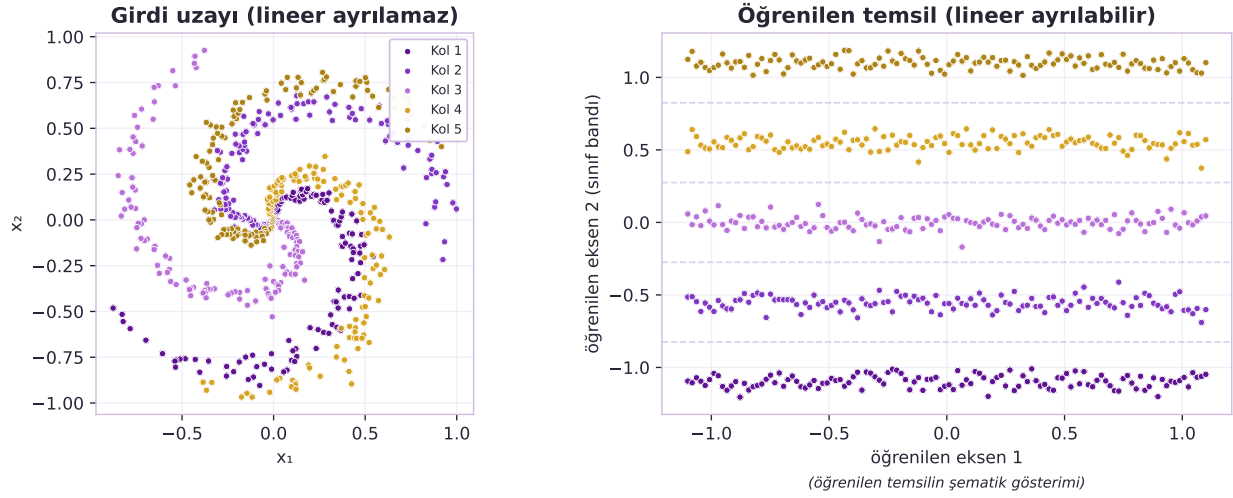 Girdi uzayı (lineer ayrılamaz)
1.00
0.75
0.50
0.25
0.00
−0.25
−0.50
−0.75
−1.00
x₂
−0.5
0.0
0.5
1.0
x₁
Kol 1
Kol 2
Kol 3
Kol 4
Kol 5
Öğrenilen temsil (lineer ayrılabilir)
1.0
0.5
0.0
−0.5
−1.0
öğrenilen eksen 2 (sınıf bandı)
−1.0
−0.5
0.0
0.5
1.0
öğrenilen eksen 1
(öğrenilen temsilin şematik gösterimi)